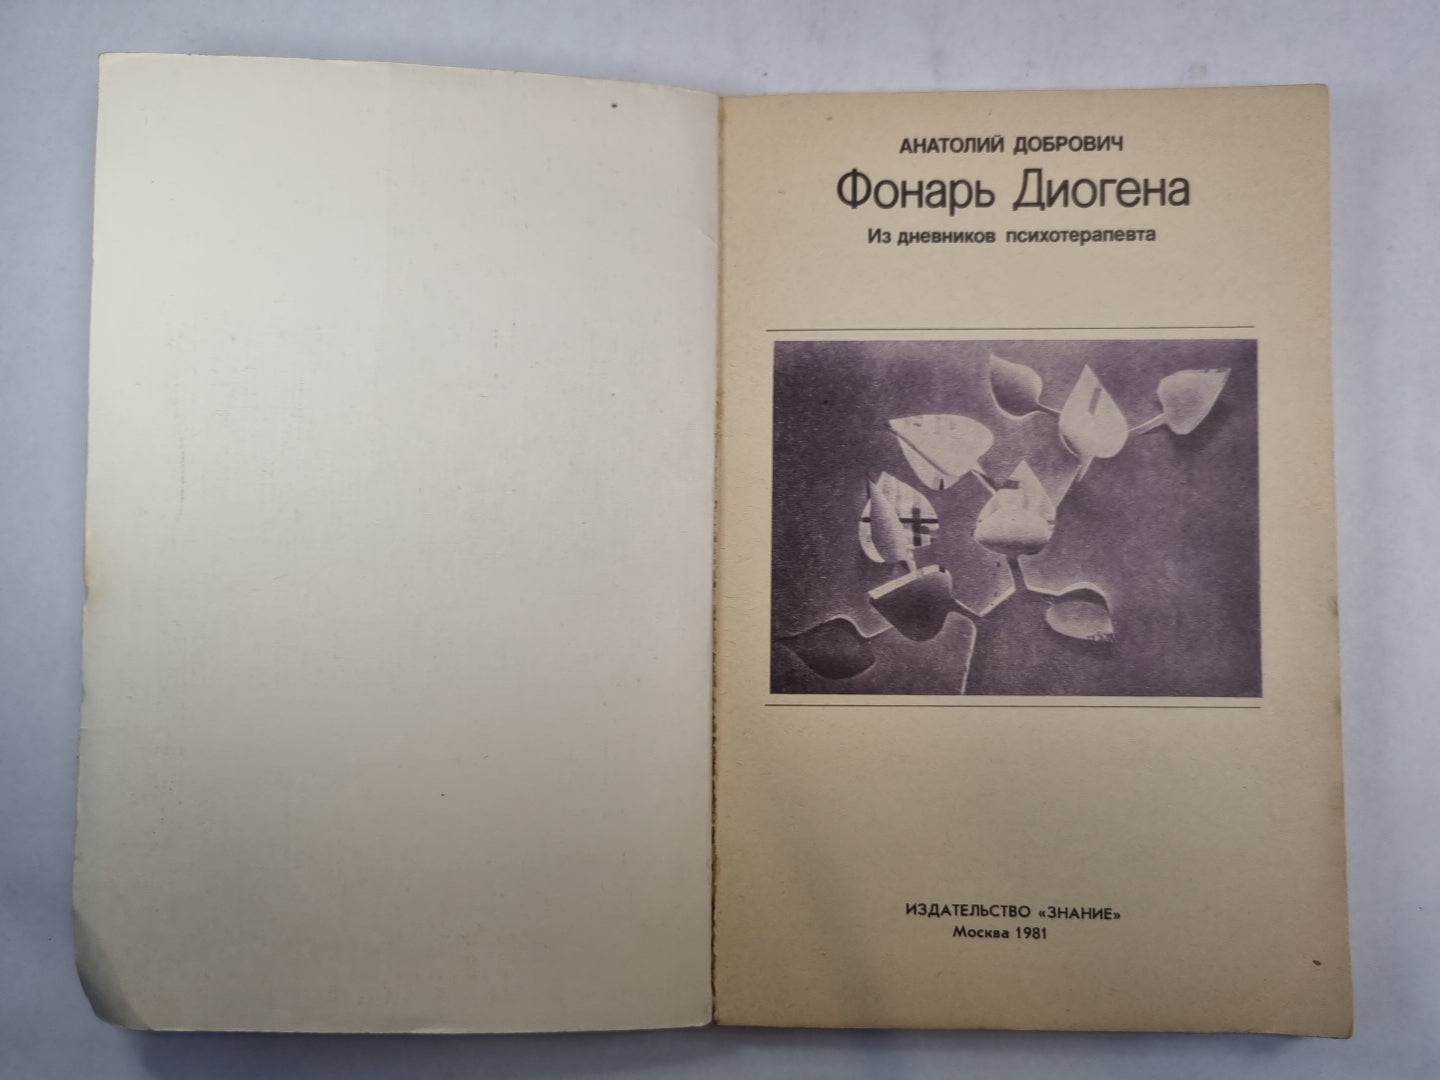 АНАТОЛИЙ ДОБРОВИЧ
Фонарь Диогена
Из дневников психотерапевта
ИЗДАТЕЛЬСТВО «ЗНАНИЕ»
Москва 1981